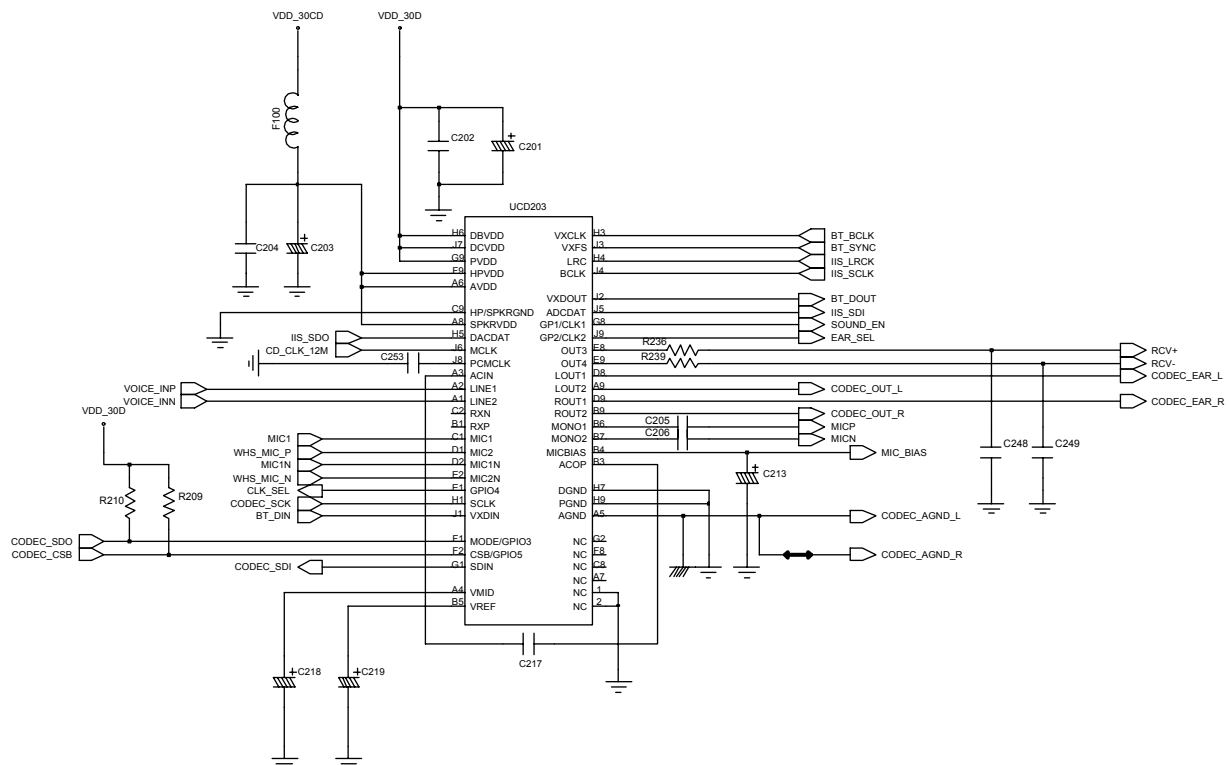 VDD_30CD
VDD_30D
F100
C202
C201
C204
C203
UCD203
H6 DBVDD
J7 DCVDD
G9 PVDD
F9 HPVDD
A6 AVDD
C9 HP/SPKRGND
A8 SPKRVDD
IIS_SDO H5 DACDAT
CD_CLK_12M J6 MCLK
C253 J8 PCMCLK
A3 ACIN
VOICE_INP A2 LINE1
VOICE_INN A1 LINE2
C2 RXN
B1 RXP
MIC1 C1 MIC1
WHS_MIC_P D1 MIC2
MIC1N D2 MIC1N
WHS_MIC_N E2 MIC2N
CLK_SEL E1 GPIO4
CODEC_SCK H1 SCLK
BT_DIN J1 VXDIN
VDD_30D
R210
R209
CODEC_SDO F1 MODE/GPIO3
CODEC_CSB F2 CSB/GPIO5
CODEC_SDI G1 SDIN
A4 VMID
B5 VREF
VXCLK H3 BT_BCLK
VXFS J3 BT_SYNC
LRC H4 IIS_LRCK
BCLK J4 IIS_SCLK
VXDOUT J2 BT_DOUT
ADCDAT J5 IIS_SDI
GP1/CLK1 G8 SOUND_EN
GP2/CLK2 J9 EAR_SEL
OUT3 E8 R236 RCV+
OUT4 E9 R239 RCV-
LOUT1 D8 CODEC_EAR_L
LOUT2 A9 CODEC_OUT_L
ROUT1 D9 CODEC_EAR_R
ROUT2 B9 CODEC_OUT_R
MONO1 B6 C205 MICP
MONO2 B7 C206 MICN
MICBIAS B4 MIC_BIAS
ACOP B3
C213
C248
C249
DGND H7
PGND H9
AGND A5 CODEC_AGND_L
CODEC_AGND_R
NC G2
NC F8
NC C8
NC A7
NC 1
NC 2
C217
C218
C219